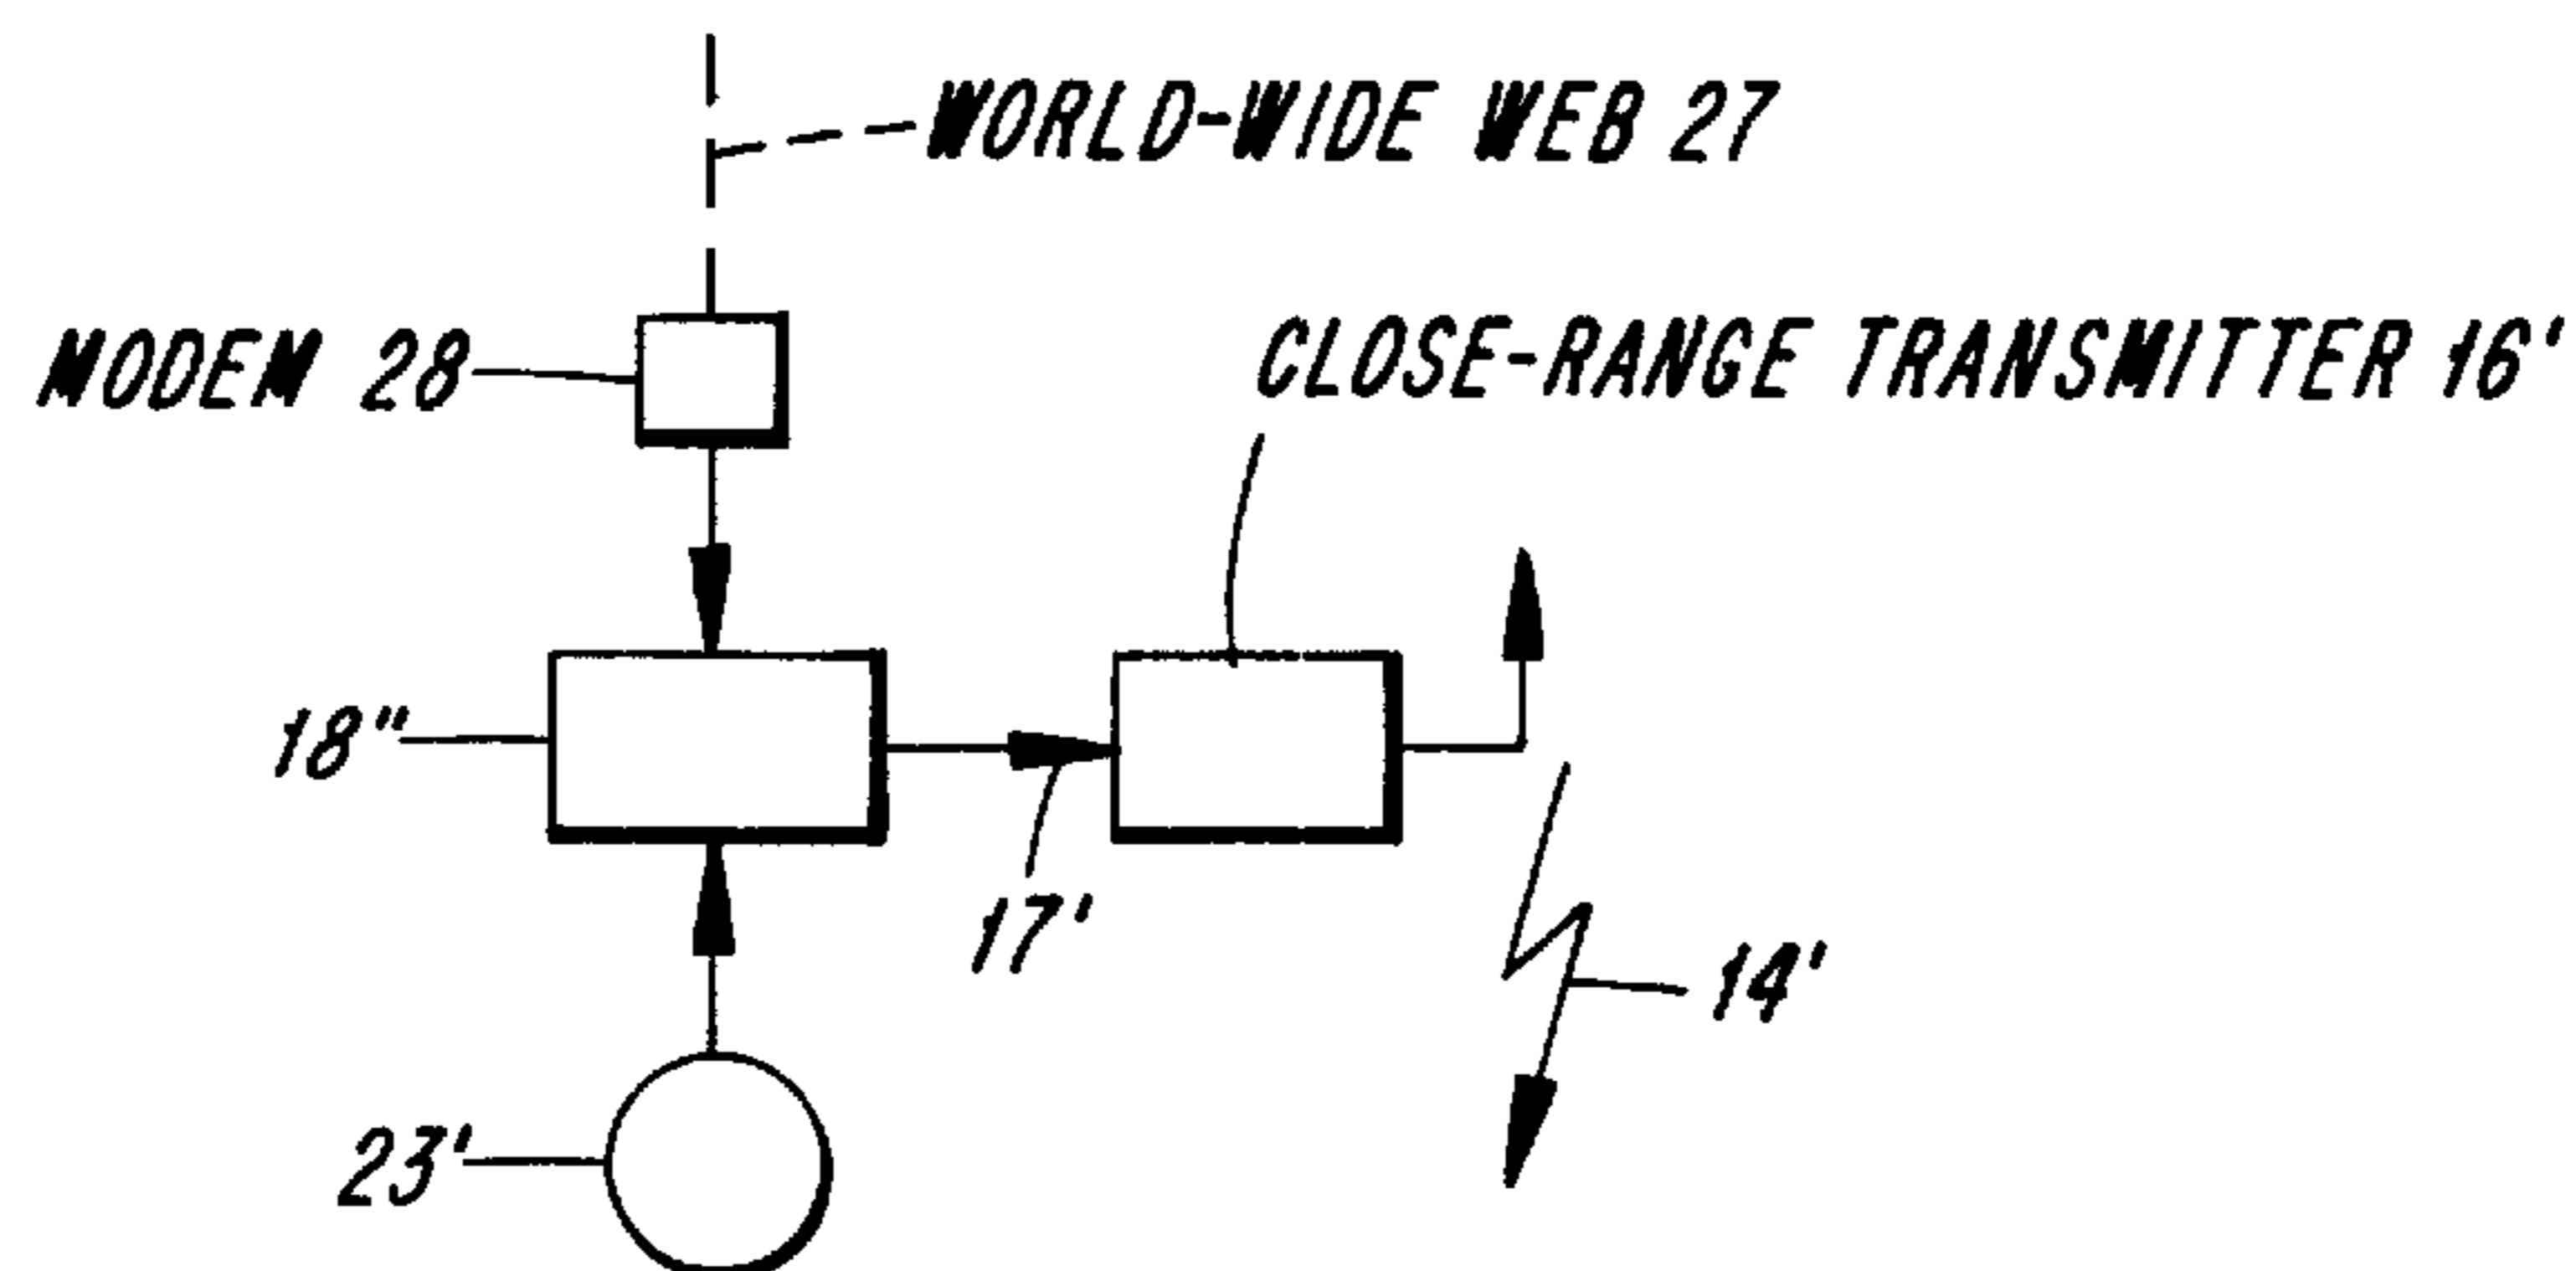 WORLD-WIDE WEB 27
MODEM 28
CLOSE-RANGE TRANSMITTER 16'
18"
17'
14'
23'